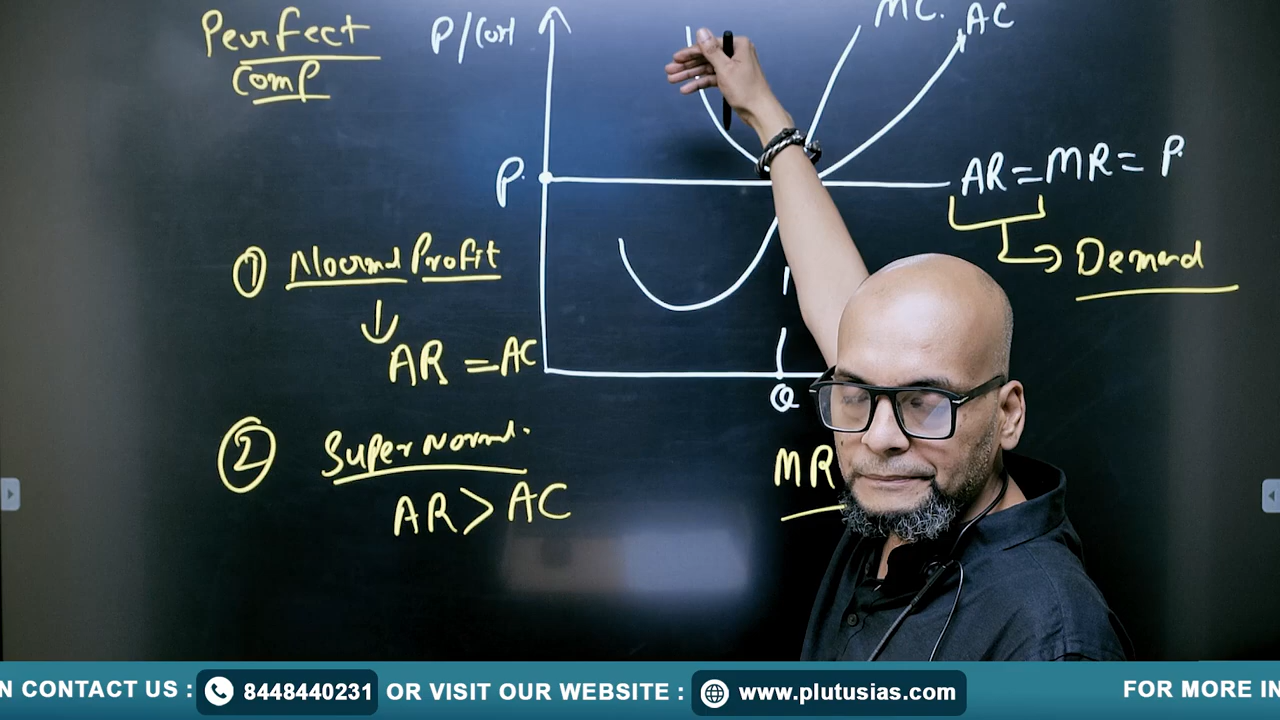 Perfect
Comp
P/Cost
MC.
AC
P.
AR = MR = P
Demand
① Normal Profit
AR = AC
Q
② Super Normal.
AR > AC
MR
N CONTACT US : 8448440231 OR VISIT OUR WEBSITE : www.plutusias.com
FOR MORE IN